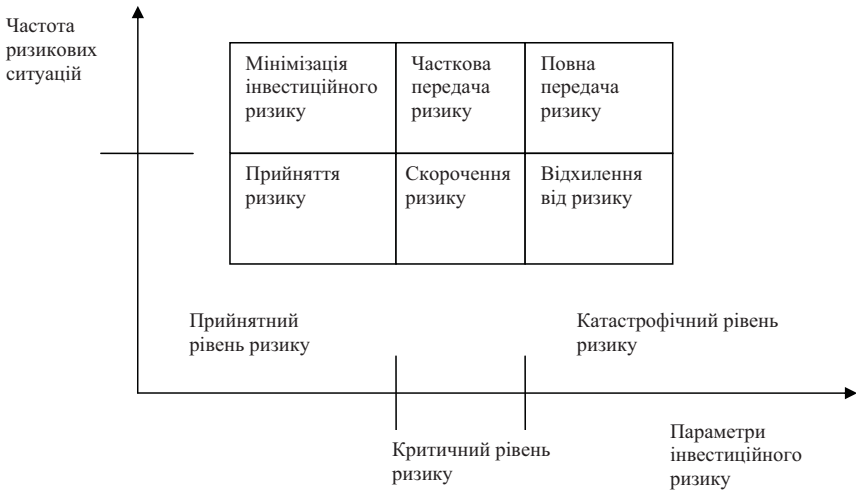 Частота
ризикових
ситуацій
Мінімізація
інвестиційного
ризику
Часткова
передача
ризику
Повна
передача
ризику
Прийняття
ризику
Скорочення
ризику
Відхилення
від ризику
Прийнятний
рівень ризику
Катастрофічний рівень
ризику
Критичний рівень
ризику
Параметри
інвестиційного
ризику